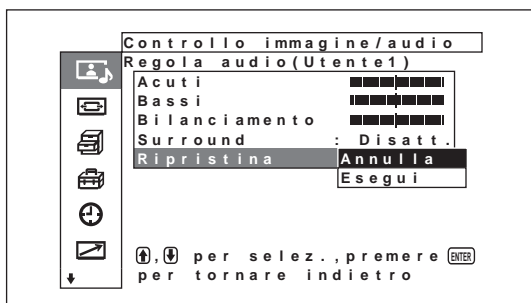 Controllo immagine/audio
Regola audio(Utente1)
Acuti
Bassi
Bilanciamento
Surround : Disatt.
Ripristina Annulla
Esegui
, per selez., premere ENTER
per tornare indietro